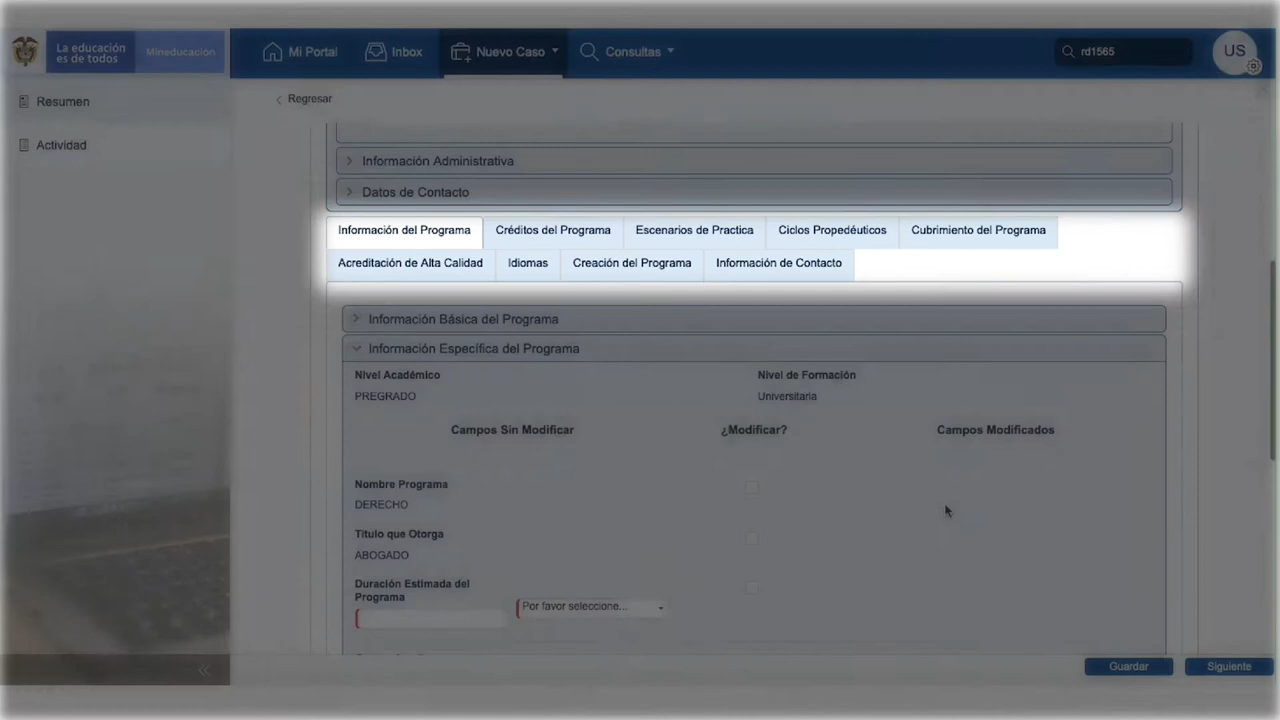 La educación
es de todos
Mineducación
Mi Portal
Inbox
Nuevo Caso
Consultas
rd1565
US
Resumen
Actividad
Regresar
Información Administrativa
Datos de Contacto
Información del Programa
Créditos del Programa
Escenarios de Practica
Ciclos Propedéuticos
Cubrimiento del Programa
Acreditación de Alta Calidad
Idiomas
Creación del Programa
Información de Contacto
Información Básica del Programa
Información Específica del Programa
Nivel Académico
Nivel de Formación
PREGRADO
Universitaria
Campos Sin Modificar
¿Modificar?
Campos Modificados
Nombre Programa
DERECHO
Titulo que Otorga
ABOGADO
Duración Estimada del
Programa
Por favor seleccione...
Guardar
Siguiente